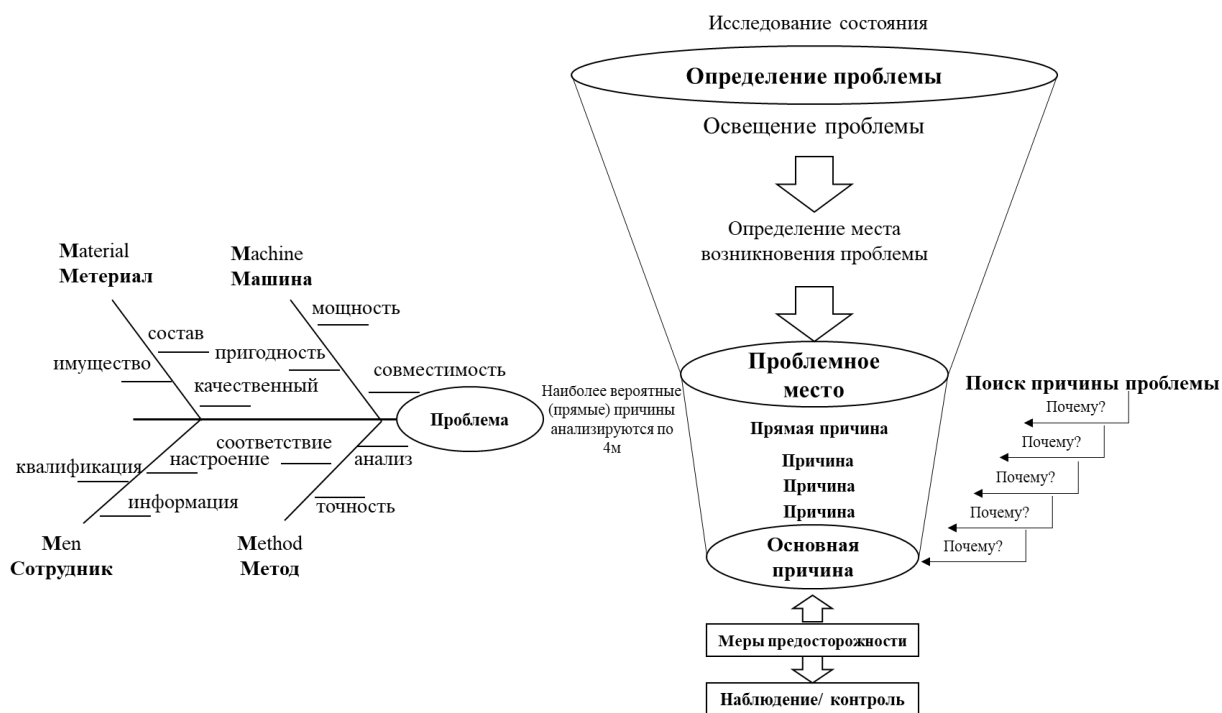 Исследование состояния
Определение проблемы
Освещение проблемы
Определение места
возникновения проблемы
Material
Метериал
Machine
Машина
мощность
состав
пригодность
имущество
совместимость
качественный
Проблема
соответствие
настроение
анализ
квалификация
информация
точность
Men
Сотрудник
Method
Метод
Наиболее вероятные
(прямые) причины
анализируются по
4м
Проблемное
место
Прямая причина
Причина
Причина
Причина
Основная
причина
Поиск причины проблемы
Почему?
Почему?
Почему?
Почему?
Почему?
Меры предосторожности
Наблюдение/ контроль